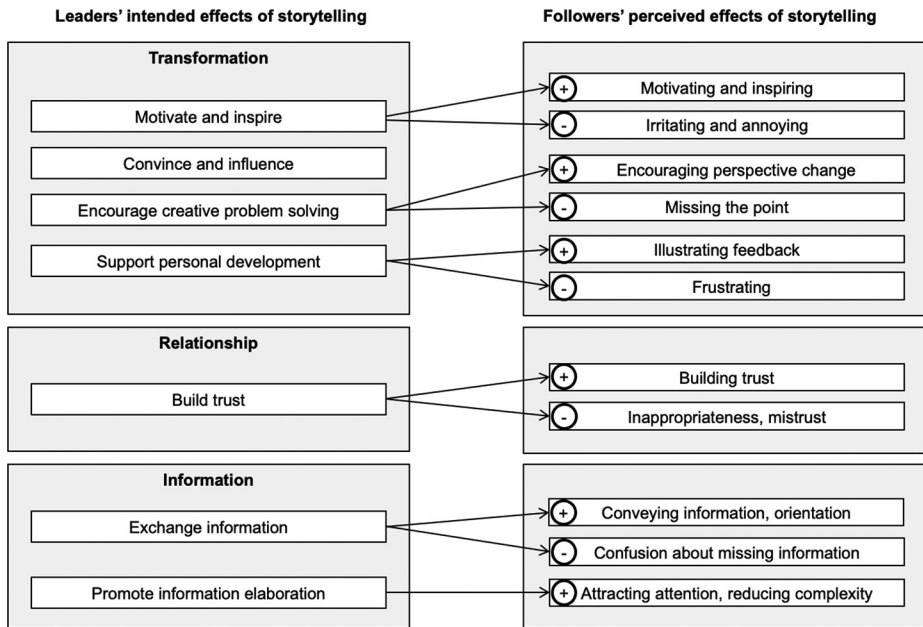 Leaders' intended effects of storytelling
Transformation
Motivate and inspire
Convince and influence
Encourage creative problem solving
Support personal development
Relationship
Build trust
Information
Exchange information
Promote information elaboration
Followers' perceived effects of storytelling
+ Motivating and inspiring
- Irritating and annoying
+ Encouraging perspective change
- Missing the point
+ Illustrating feedback
- Frustrating
+ Building trust
- Inappropriateness, mistrust
+ Conveying information, orientation
- Confusion about missing information
+ Attracting attention, reducing complexity